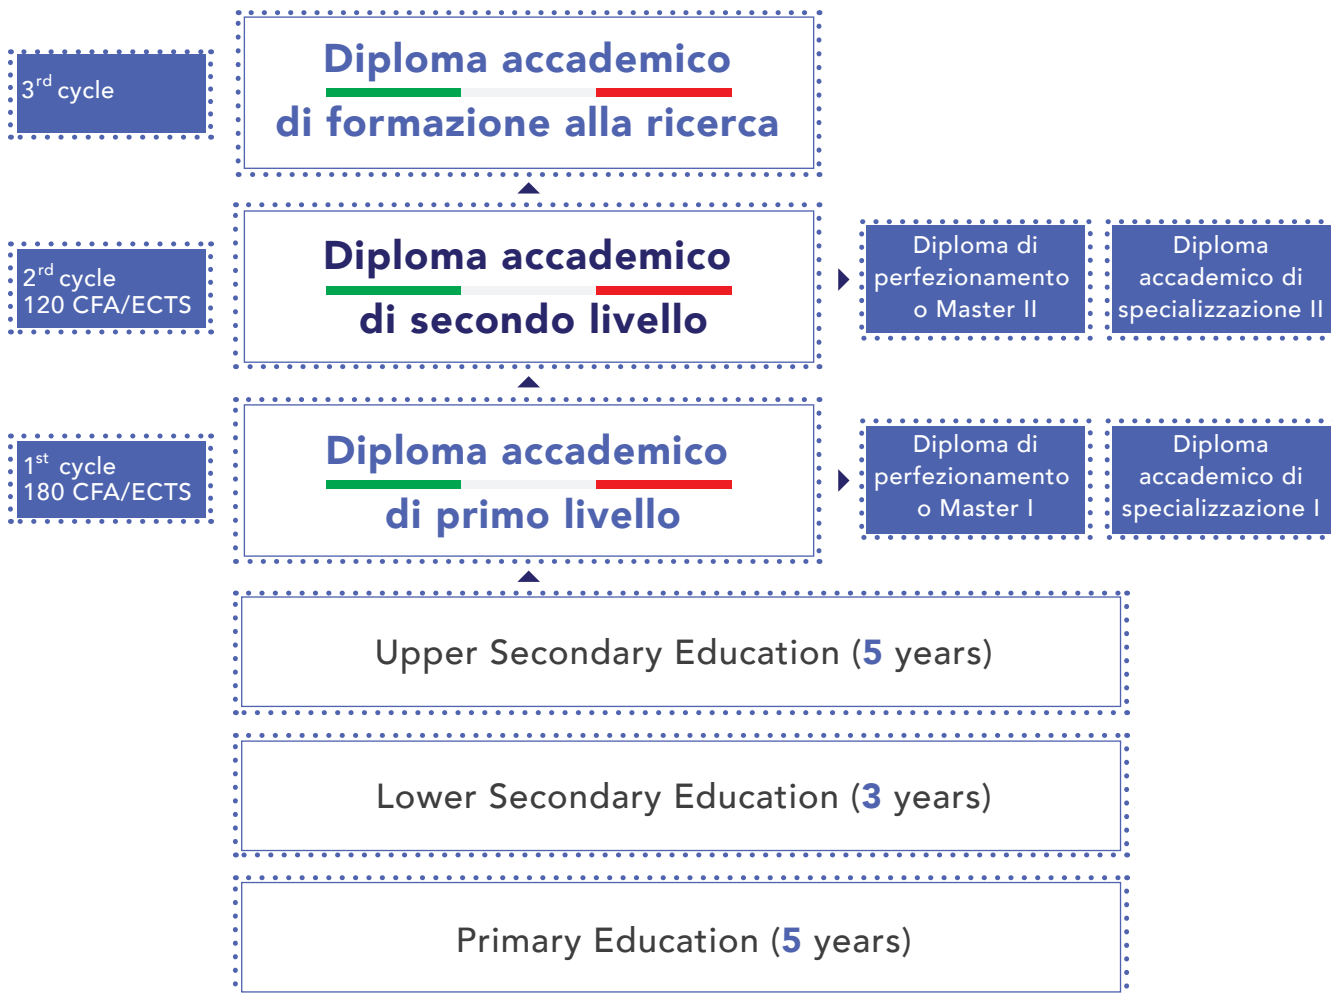 3rd cycle
Diploma accademico
di formazione alla ricerca
2rd cycle
120 CFA/ECTS
Diploma accademico
di secondo livello
Diploma di
perfezionamento
o Master II
Diploma
accademico di
specializzazione II
1st cycle
180 CFA/ECTS
Diploma accademico
di primo livello
Diploma di
perfezionamento
o Master I
Diploma
accademico di
specializzazione I
Upper Secondary Education (5 years)
Lower Secondary Education (3 years)
Primary Education (5 years)